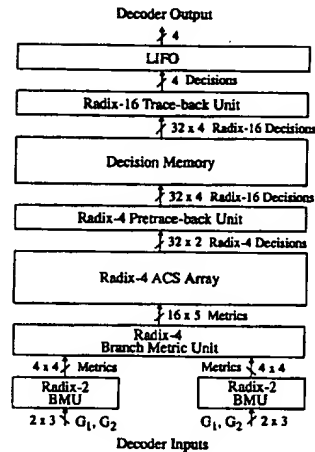 Decoder Output
4
LIFO
4 Decisions
Radix-16 Trace-back Unit
32 x 4 Radix-16 Decisions
Decision Memory
32 x 4 Radix-16 Decisions
Radix-4 Pretrace-back Unit
32 x 2 Radix-4 Decisions
Radix-4 ACS Array
16 x 5 Metrics
Radix-4
Branch Metric Unit
4 x 4 Metrics Metrics 4 x 4
Radix-2 Radix-2
BMU BMU
2 x 3 G1, G2 G1, G2 2 x 3
Decoder Inputs